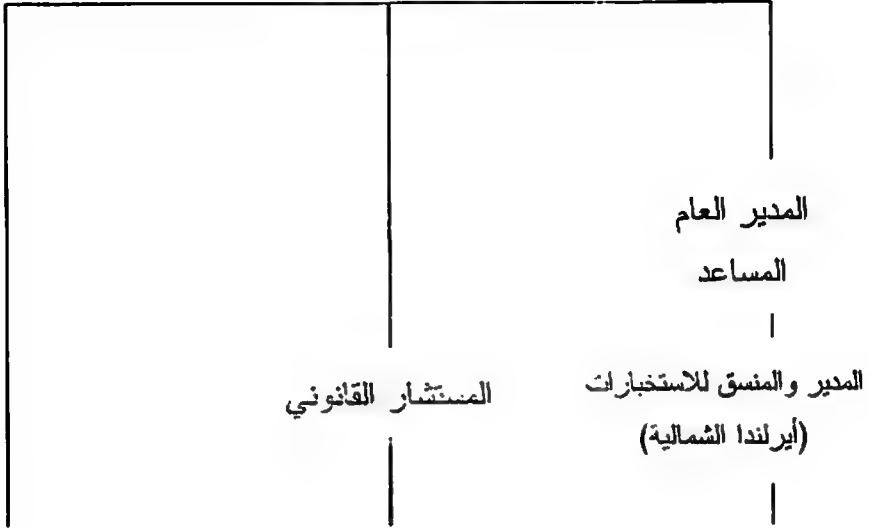 المدير العام
المساعد
المدير والمنسق للاستخبارات
(أيرلندا الشمالية)
المستشار القانوني